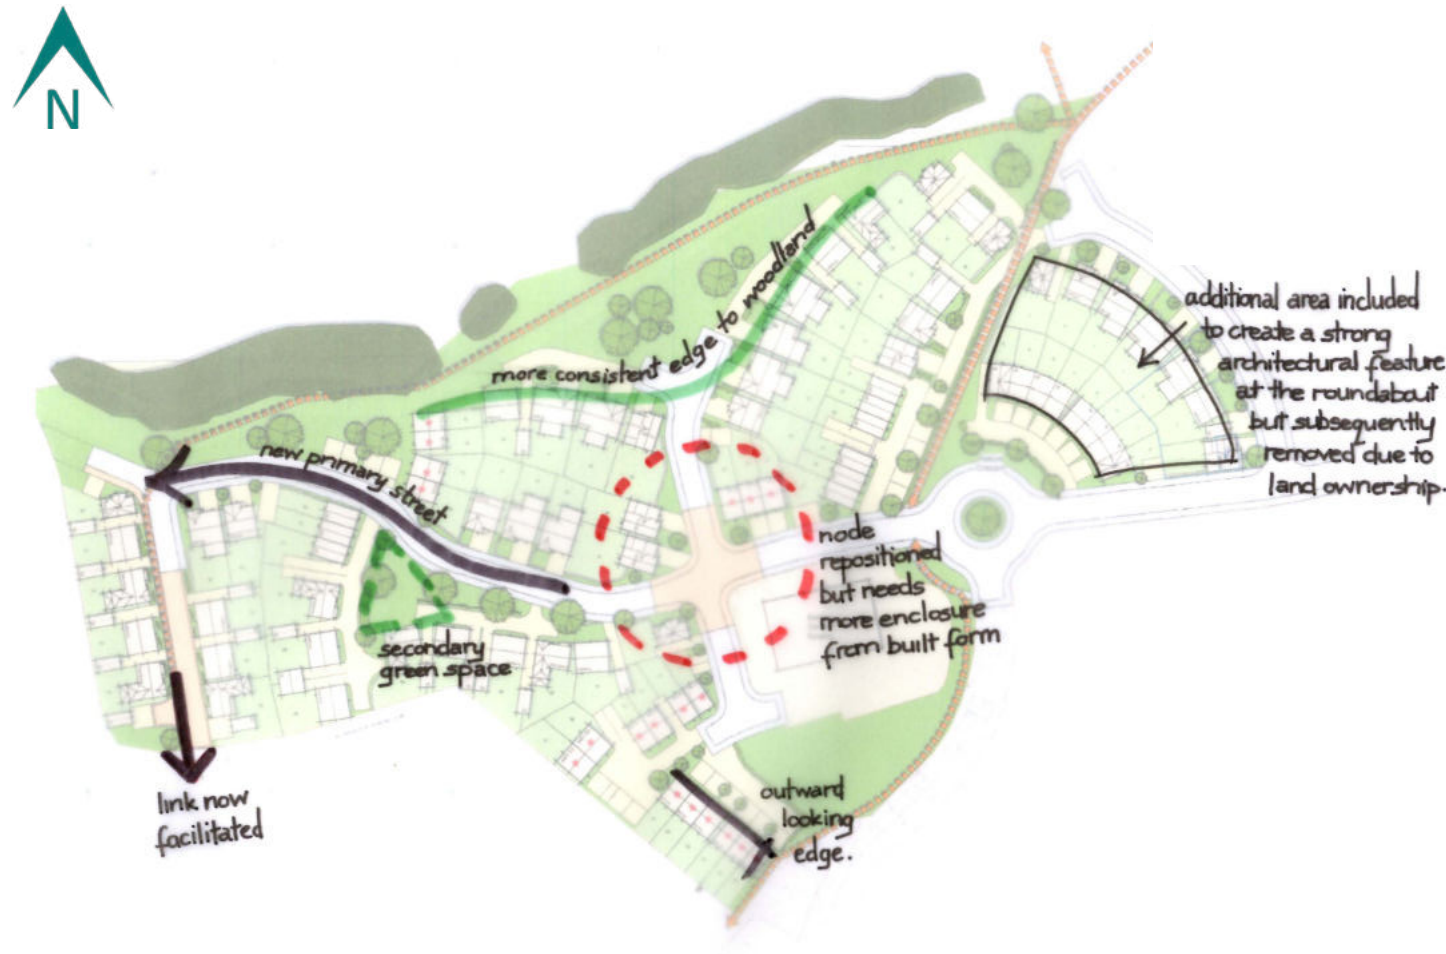 N
more consistent edge to woodland
new primary street
secondary
green space
link now
facilitated
node
repositioned
but needs
more enclosure
from built form
outward
looking
edge.
additional area included
to create a strong
architectural feature
at the roundabout
but subsequently
removed due to
land ownership.